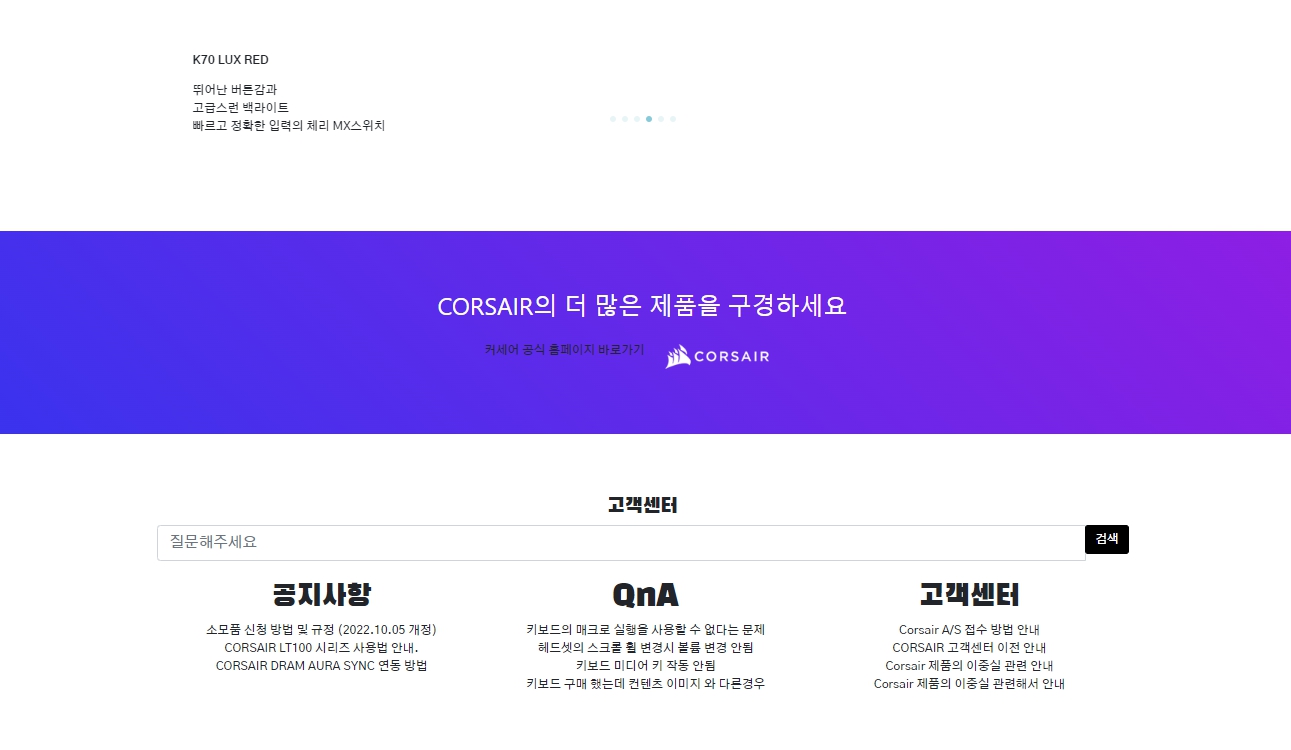 K70 LUX RED
뛰어난 버튼감과
고급스런 백라이트
빠르고 정확한 입력의 체리 MX스위치
CORSAIR의 더 많은 제품을 구경하세요
커세어 공식 홈페이지 바로가기
CORSAIR
고객센터
질문해주세요
검색
공지사항
소모품 신청 방법 및 규정 (2022.10.05 개정)
CORSAIR LT100 시리즈 사용법 안내.
CORSAIR DRAM AURA SYNC 연동 방법
QnA
키보드의 매크로 실행을 사용할 수 없다는 문제
헤드셋의 스크롤 휠 변경시 볼륨 변경 안됨
키보드 미디어 키 작동 안됨
키보드 구매 했는데 컨텐츠 이미지 와 다른경우
고객센터
Corsair A/S 접수 방법 안내
CORSAIR 고객센터 이전 안내
Corsair 제품의 이중실 관련 안내
Corsair 제품의 이중실 관련해서 안내